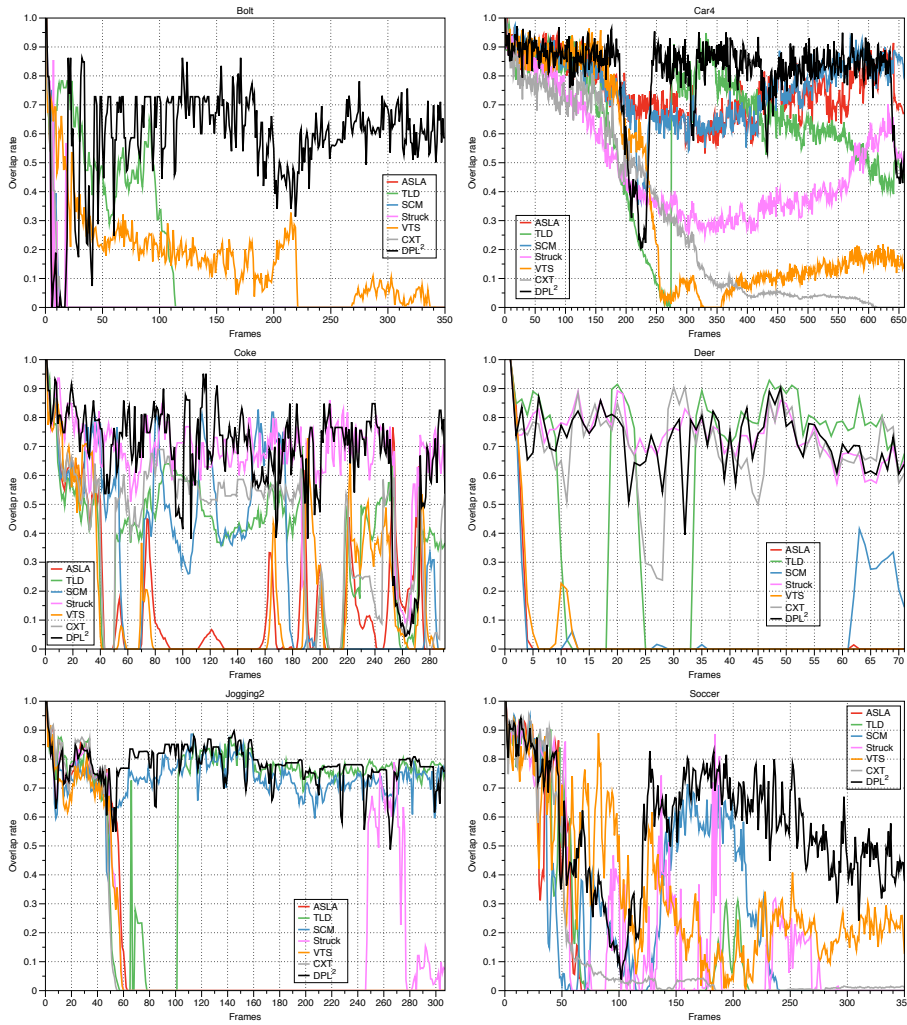 Bolt
1.0
0.9
0.8
0.7
0.6
0.5
0.4
0.3
0.2
0.1
0
Overlap rate
ASLA
TLD
SCM
Struck
VTS
CXT
DPL²
0 50 100 150 200 250 300 350
Frames
Car4
1.0
0.9
0.8
0.7
0.6
0.5
0.4
0.3
0.2
0.1
0
Overlap rate
ASLA
TLD
SCM
Struck
VTS
CXT
DPL²
0 50 100 150 200 250 300 350 400 450 500 550 600 650
Frames
Coke
1.0
0.9
0.8
0.7
0.6
0.5
0.4
0.3
0.2
0.1
0
Overlap rate
ASLA
TLD
SCM
Struck
VTS
CXT
DPL²
0 20 40 60 80 100 120 140 160 180 200 220 240 260 280
Frames
Deer
1.0
0.9
0.8
0.7
0.6
0.5
0.4
0.3
0.2
0.1
0
Overlap rate
ASLA
TLD
SCM
Struck
VTS
CXT
DPL²
0 5 10 15 20 25 30 35 40 45 50 55 60 65 70
Frames
Jogging2
1.0
0.9
0.8
0.7
0.6
0.5
0.4
0.3
0.2
0.1
0
Overlap rate
ASLA
TLD
SCM
Struck
VTS
CXT
DPL²
0 20 40 60 80 100 120 140 160 180 200 220 240 260 280 300
Frames
Soccer
1.0
0.9
0.8
0.7
0.6
0.5
0.4
0.3
0.2
0.1
0
Overlap rate
ASLA
TLD
SCM
Struck
VTS
CXT
DPL²
0 50 100 150 200 250 300 350
Frames